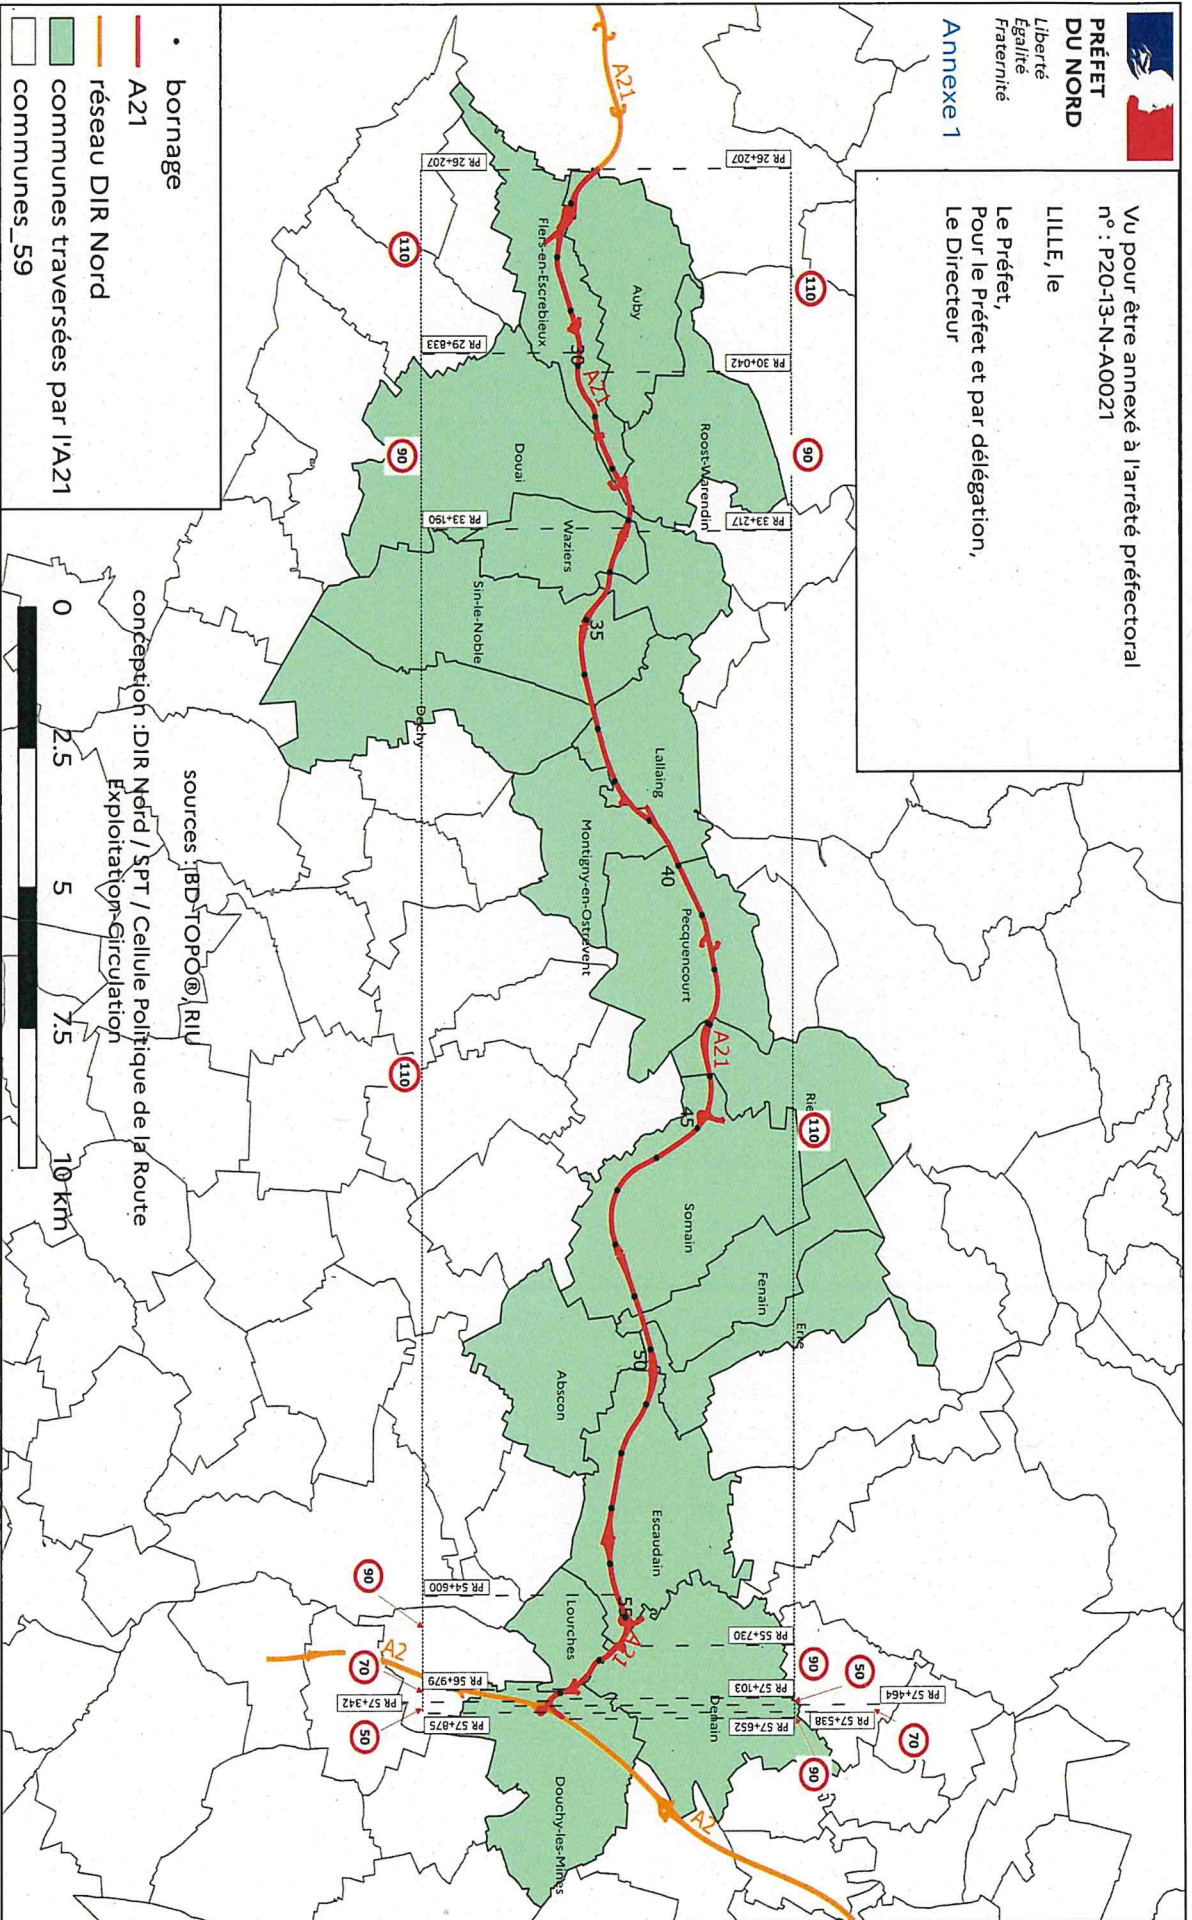 PRÉFET
DU NORD
Liberté
Égalité
Fraternité
Annexe 1
Vu pour être annexé à l'arrêté préfectoral
n° : P20-13-N-A0021
LILLE, le
Le Préfet,
Pour le Préfet et par délégation,
Le Directeur
PR 26+207
110
PR 30+042
90
PR 33+217
110
PR 55+730
90
PR 57+103
50
PR 57+464
PR 57+652
PR 57+538
70
90
A21
Auby
Flers-en-Escrebieux
30
A21
Roost-Warendin
Douai
Waziers
Sin-le-Noble
35
Dechy
Lallaing
Montigny-en-Ostrevent
40
Pecquencourt
A21
Rie
45
Somain
Fenain
Erre
50
Abscon
Escaudain
55
A21
Lourches
Denain
Douchy-les-Mines
A2
A2
PR 26+207
110
PR 29+833
90
PR 33+190
110
PR 54+600
90
PR 56+979
70
PR 57+342
PR 57+875
50
bornage
A21
réseau DIR Nord
communes traversées par l'A21
communes_59
sources : BD TOPO®, RIU
conception : DIR Nord / SPT / Cellule Politique de la Route
Exploitation-Circulation
0 2.5 5 7.5 10 km